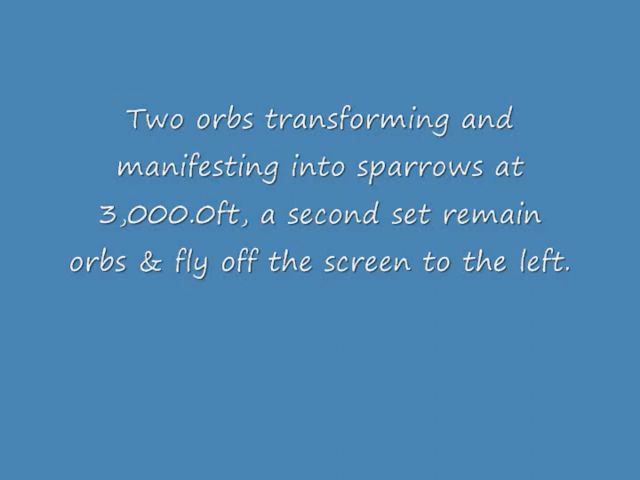 Two orbs transforming and
manifesting into sparrows at
3,000.0ft, a second set remain
orbs & fly off the screen to the left.